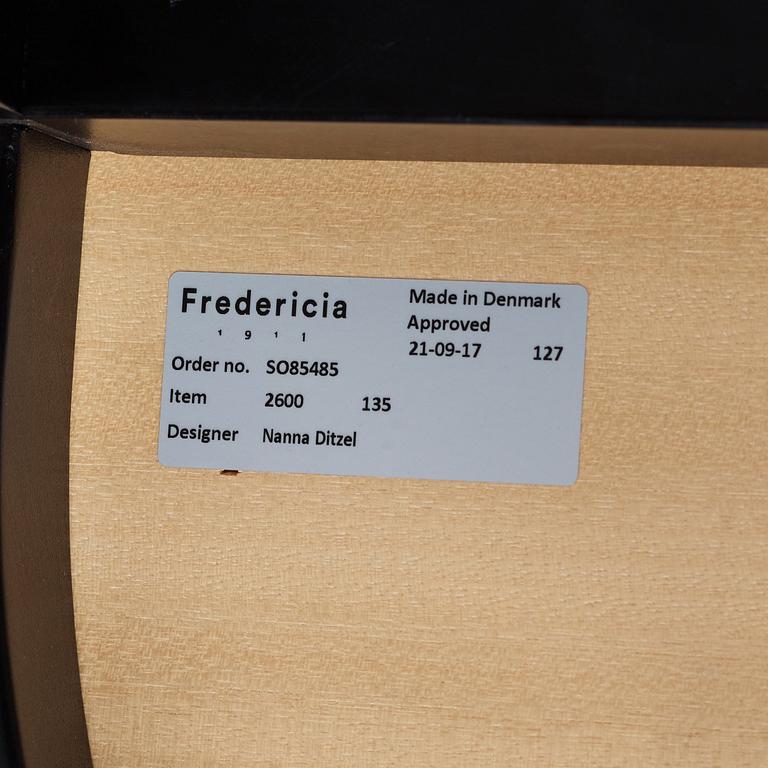 Fredericia
1 9 1 1
Order no. SO85485
Item 2600 135
Designer Nanna Ditzel
Made in Denmark
Approved
21-09-17 127